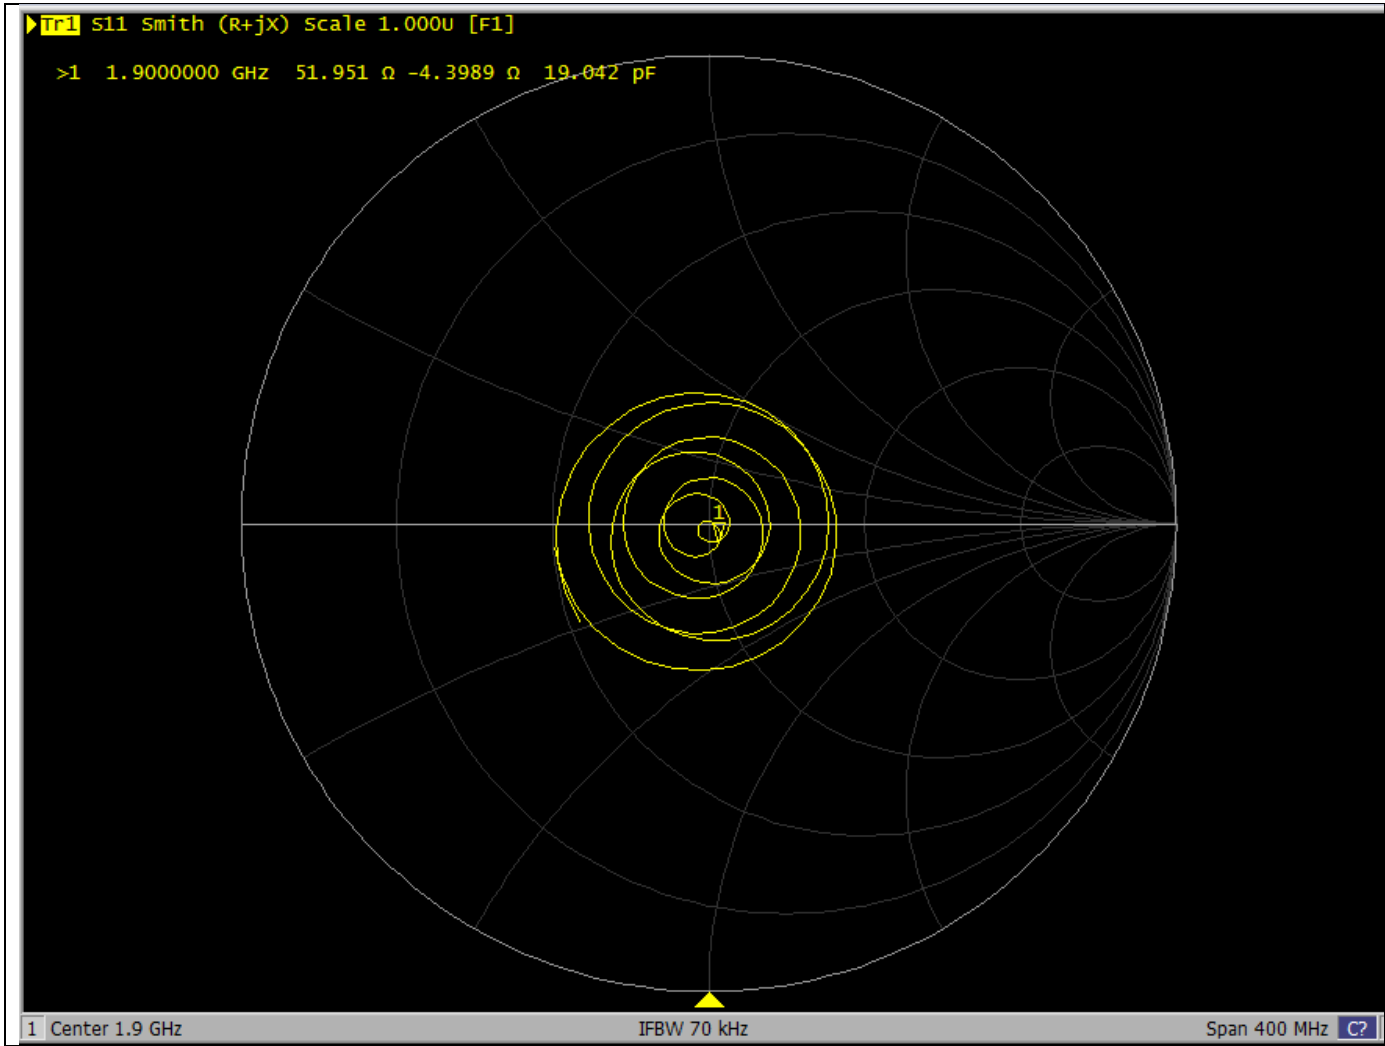 Tr1 S11 Smith (R+jX) Scale 1.000U [F1]
>1 1.9000000 GHz 51.951 Ω -4.3989 Ω 19.042 pF
1
1 Center 1.9 GHz IFBW 70 kHz Span 400 MHz C?